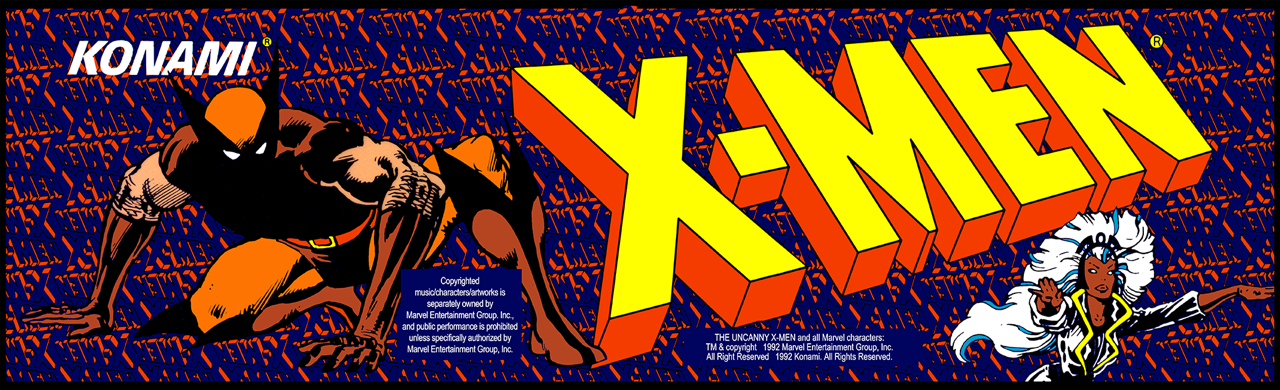 KONAMI®
X-MEN®
Copyrighted
music/characters/artworks is
separately owned by
Marvel Entertainment Group. Inc.,
and public performance is prohibited
unless specifically authorized by
Marvel Entertainment Group, Inc.
THE UNCANNY X-MEN and all Marvel characters:
TM & copyright 1992 Marvel Entertainment Group, Inc.
All Right Reserved 1992 Konami. All Rights Reserved.